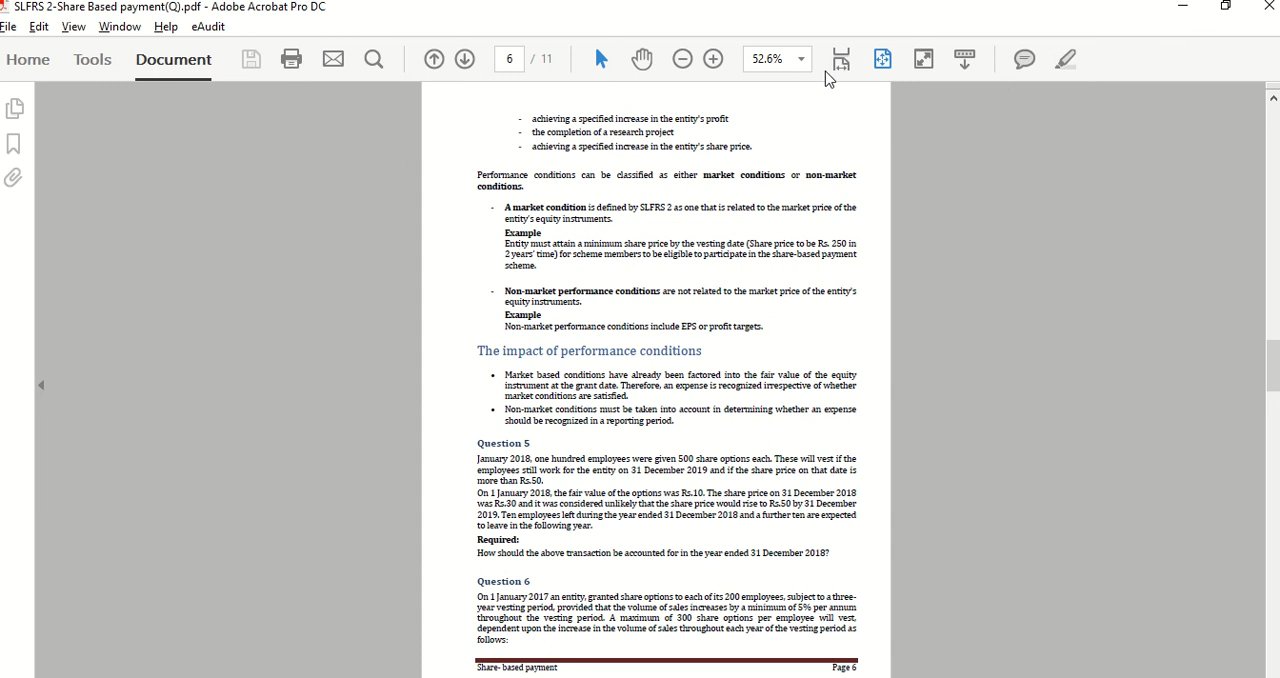 SLFRS 2-Share Based payment(Q).pdf - Adobe Acrobat Pro DC
File Edit View Window Help eAudit
Home Tools Document 6 / 11 52.6%
- achieving a specified increase in the entity's profit
- the completion of a research project
- achieving a specified increase in the entity's share price.
Performance conditions can be classified as either market conditions or non-market
conditions.
- A market condition is defined by SLFRS 2 as one that is related to the market price of the
entity's equity instruments.
Example
Entity must attain a minimum share price by the vesting date (Share price to be Rs. 250 in
2 years' time) for scheme members to be eligible to participate in the share-based payment
scheme.
- Non-market performance conditions are not related to the market price of the entity's
equity instruments.
Example
Non-market performance conditions include EPS or profit targets.
The impact of performance conditions
• Market based conditions have already been factored into the fair value of the equity
instrument at the grant date. Therefore, an expense is recognized irrespective of whether
market conditions are satisfied.
• Non-market conditions must be taken into account in determining whether an expense
should be recognized in a reporting period.
Question 5
January 2018, one hundred employees were given 500 share options each. These will vest if the
employees still work for the entity on 31 December 2019 and if the share price on that date is
more than Rs.50.
On 1 January 2018, the fair value of the options was Rs.10. The share price on 31 December 2018
was Rs.30 and it was considered unlikely that the share price would rise to Rs.50 by 31 December
2019. Ten employees left during the year ended 31 December 2018 and a further ten are expected
to leave in the following year.
Required:
How should the above transaction be accounted for in the year ended 31 December 2018?
Question 6
On 1 January 2017 an entity, granted share options to each of its 200 employees, subject to a three-
year vesting period, provided that the volume of sales increases by a minimum of 5% per annum
throughout the vesting period. A maximum of 300 share options per employee will vest,
dependent upon the increase in the volume of sales throughout each year of the vesting period as
follows:
Share- based payment Page 6